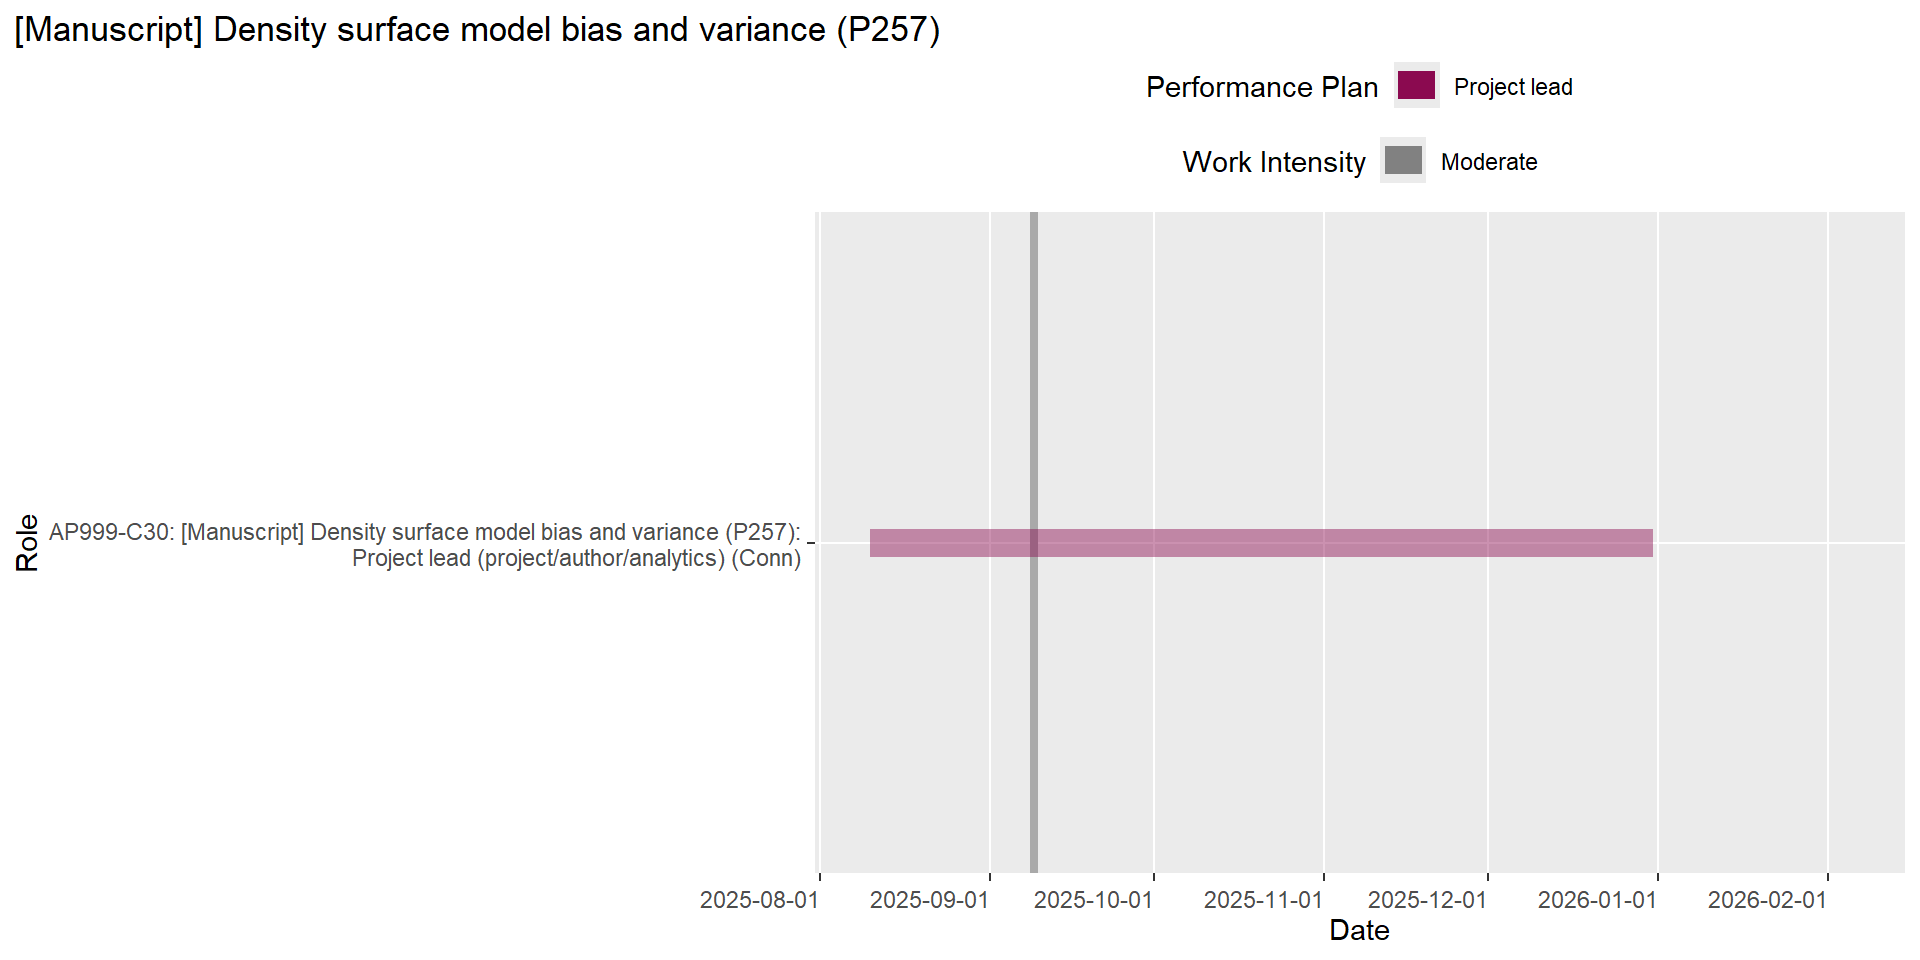 [Manuscript] Density surface model bias and variance (P257)
Performance Plan
Project lead
Work Intensity
Moderate
Role
AP999-C30: [Manuscript] Density surface model bias and variance (P257):
Project lead (project/author/analytics) (Conn)
2025-08-01
2025-09-01
2025-10-01
2025-11-01
2025-12-01
2026-01-01
2026-02-01
Date